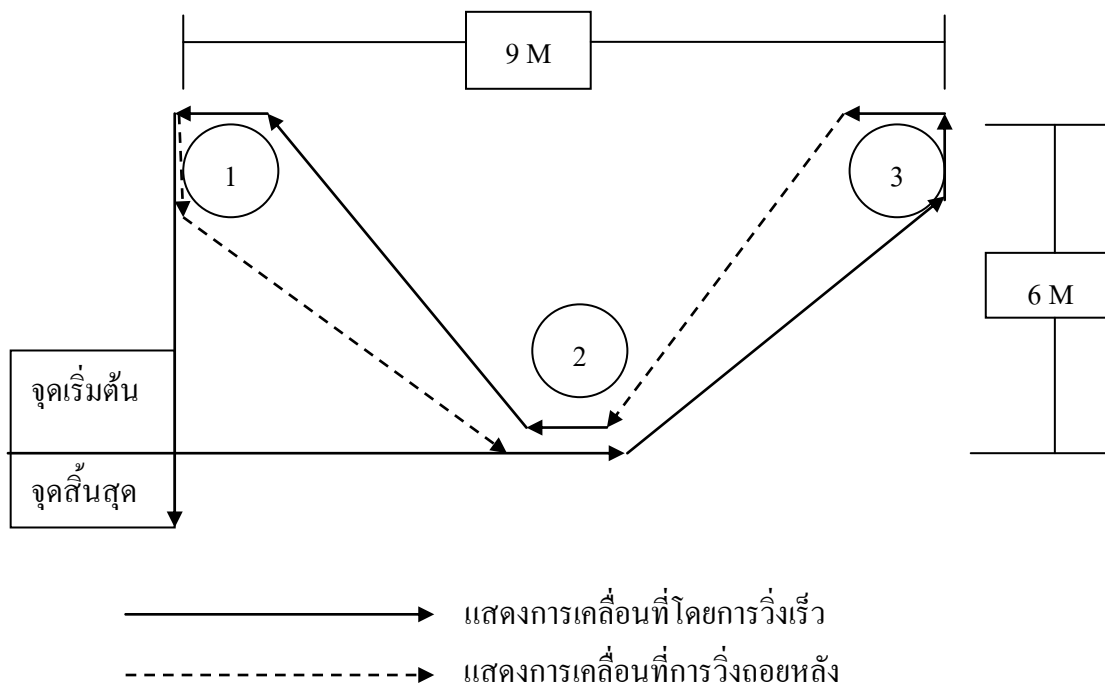 9 M
1
3
2
6 M
จุดเริ่มต้น
จุดสิ้นสุด
แสดงการเคลื่อนที่โดยการวิ่งเร็ว
แสดงการเคลื่อนที่การวิ่งถอยหลัง